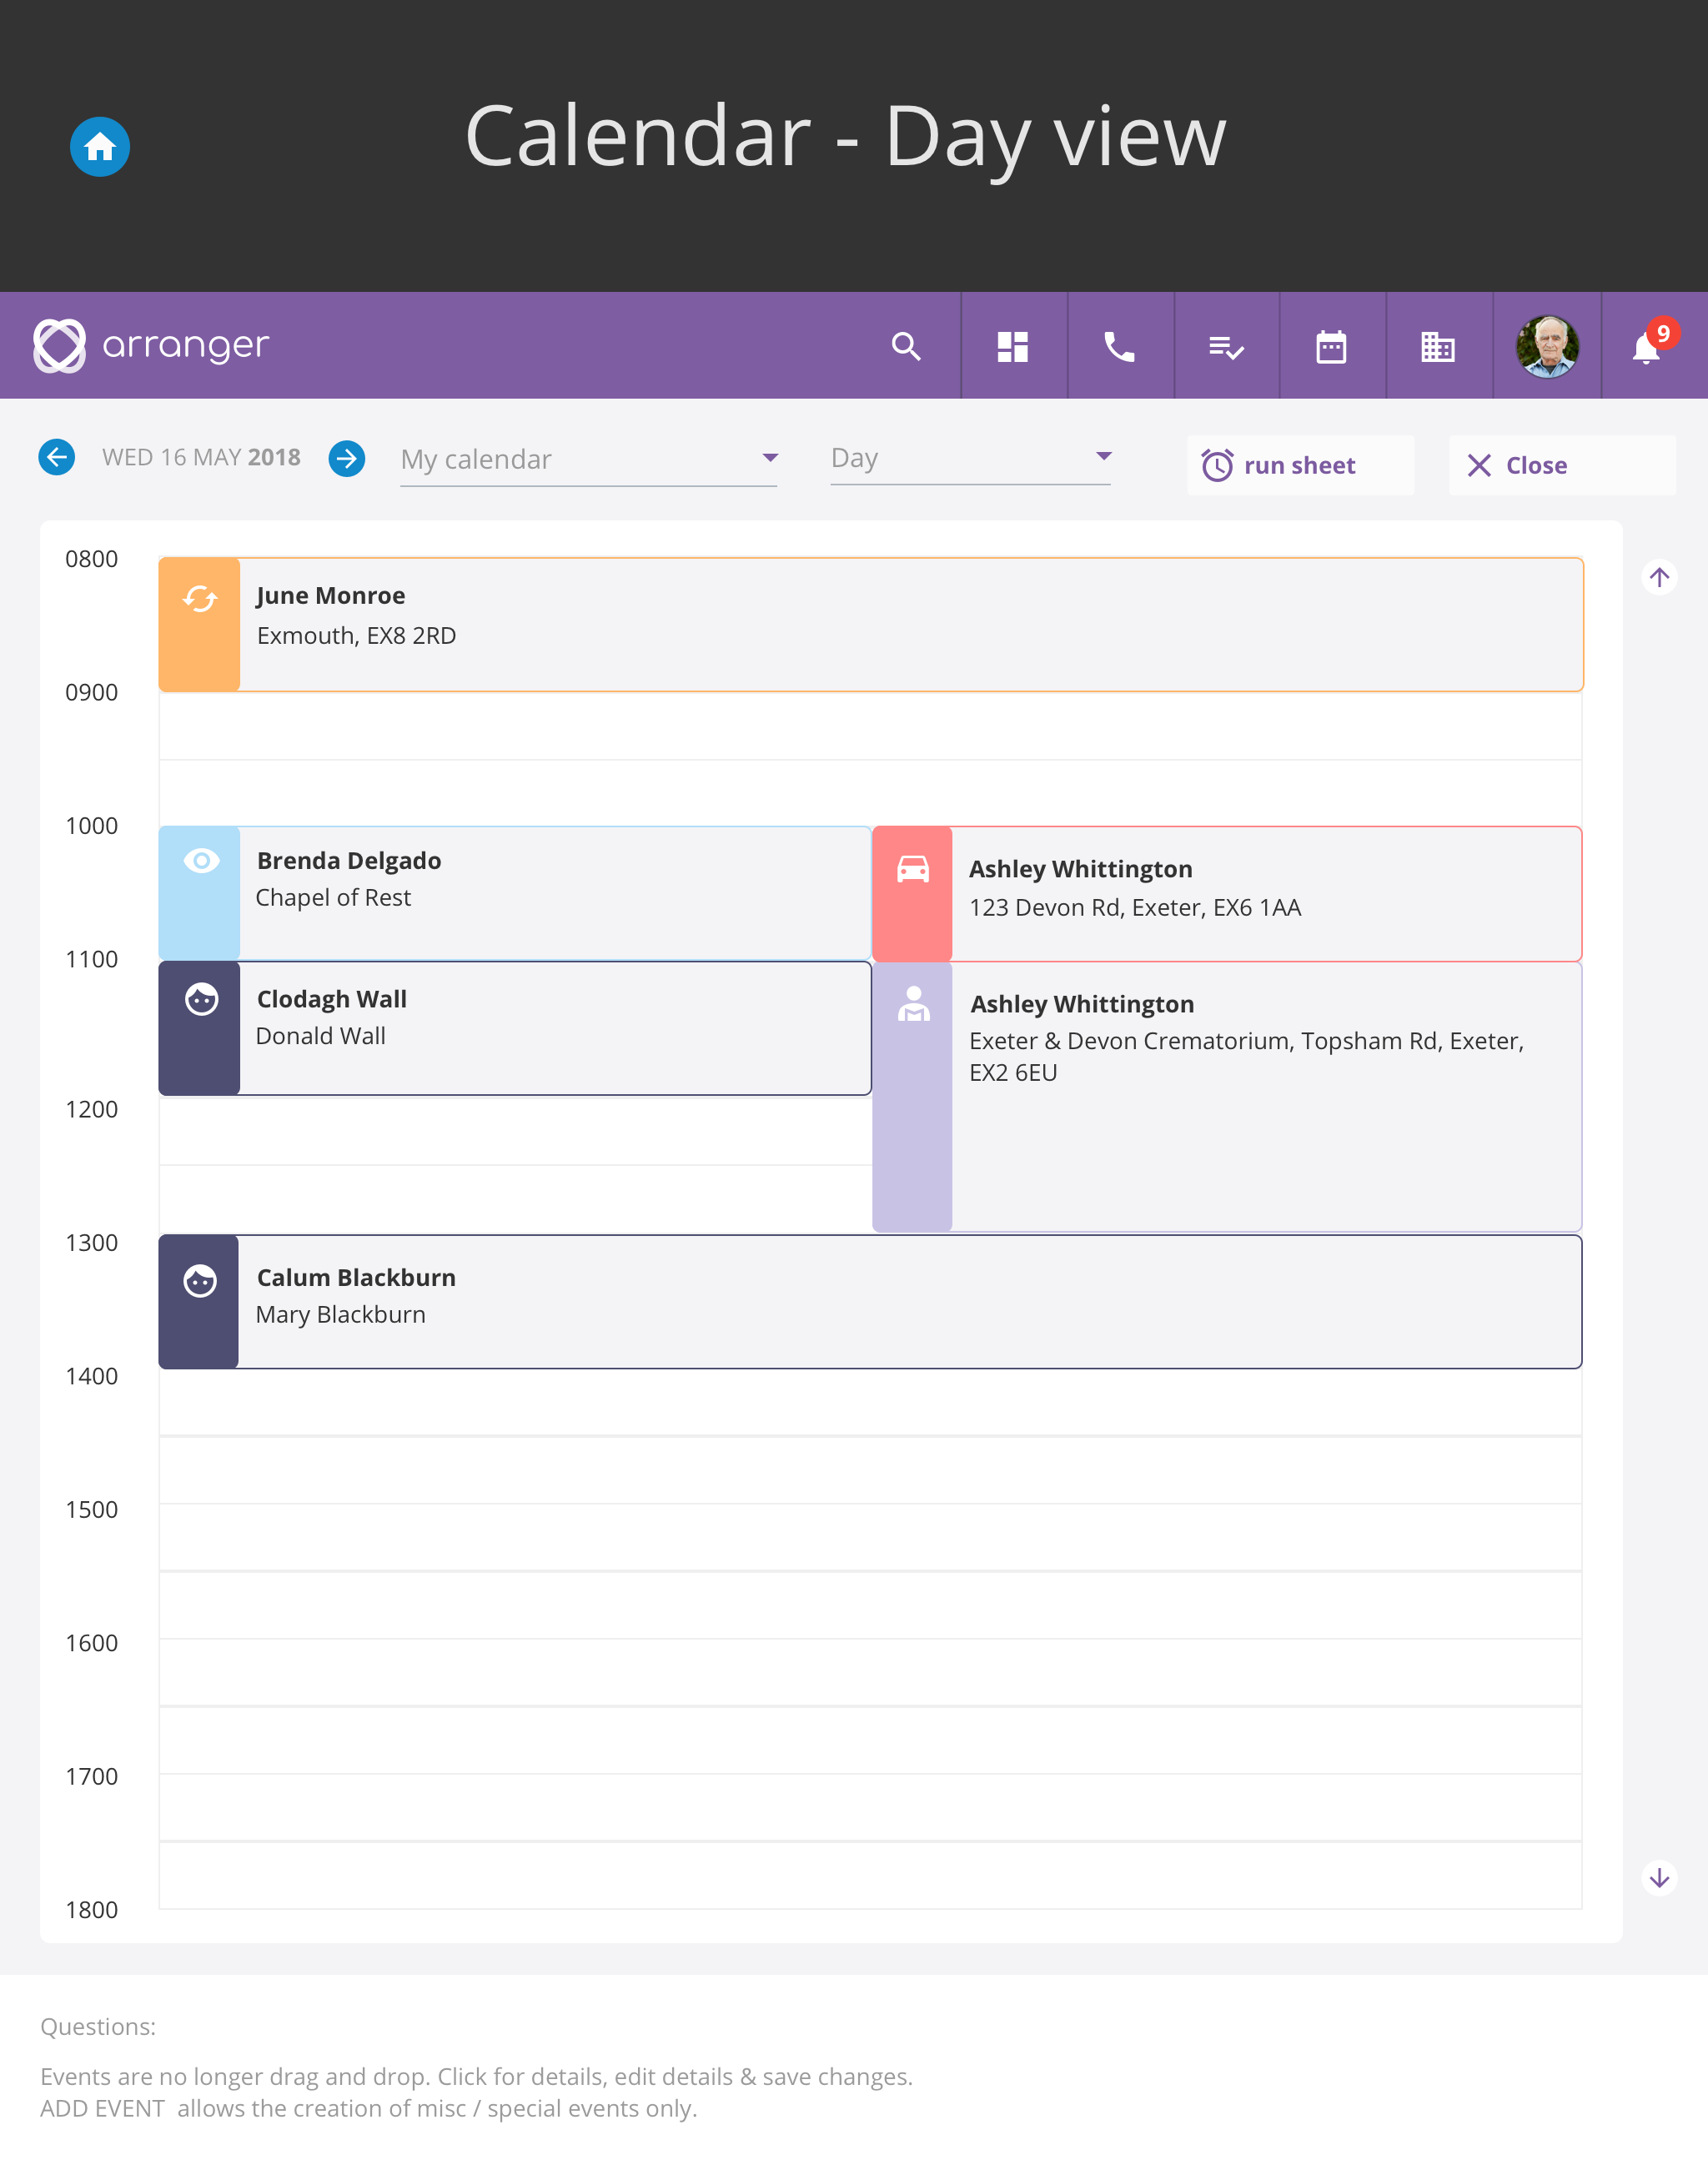 Calendar - Day view
arranger
9
WED 16 MAY 2018
My calendar
Day
run sheet
Close
0800
June Monroe
Exmouth, EX8 2RD
0900
1000
Brenda Delgado
Chapel of Rest
Ashley Whittington
123 Devon Rd, Exeter, EX6 1AA
1100
Clodagh Wall
Donald Wall
Ashley Whittington
Exeter & Devon Crematorium, Topsham Rd, Exeter,
EX2 6EU
1200
1300
Calum Blackburn
Mary Blackburn
1400
1500
1600
1700
1800
Questions:
Events are no longer drag and drop. Click for details, edit details & save changes.
ADD EVENT  allows the creation of misc / special events only.